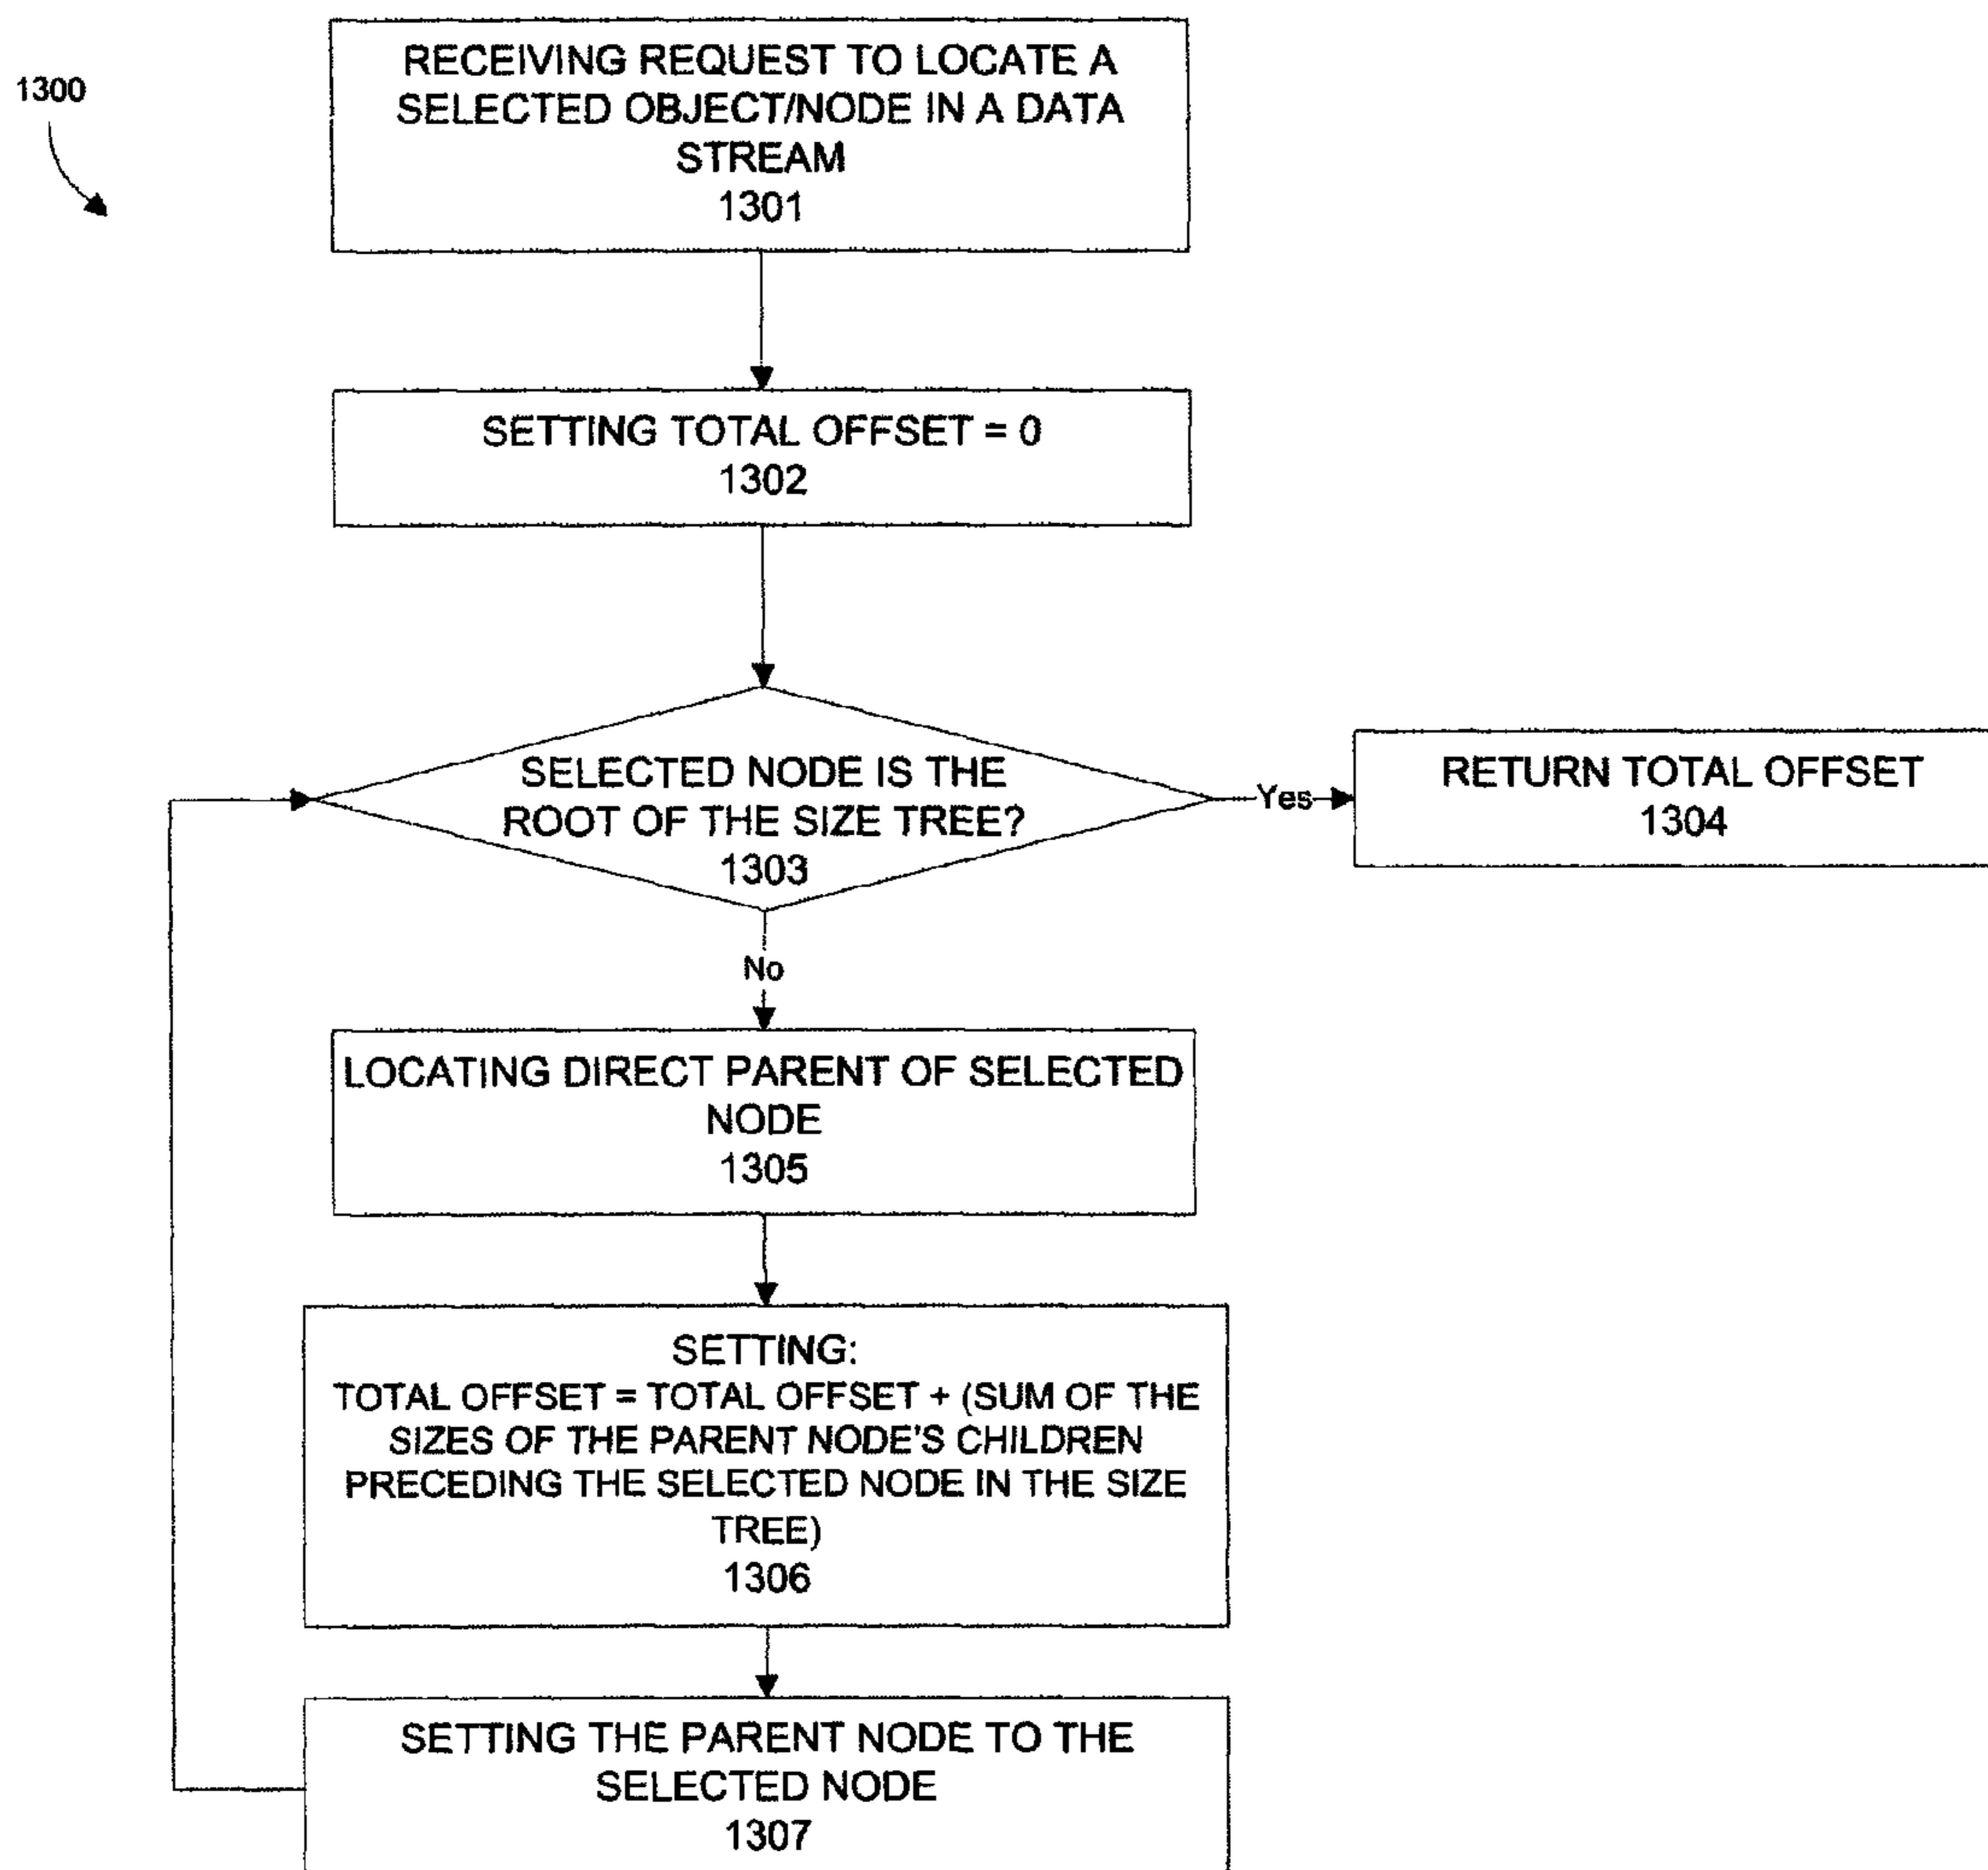 1300
RECEIVING REQUEST TO LOCATE A
SELECTED OBJECT/NODE IN A DATA
STREAM
1301
SETTING TOTAL OFFSET = 0
1302
SELECTED NODE IS THE
ROOT OF THE SIZE TREE?
1303
Yes
RETURN TOTAL OFFSET
1304
No
LOCATING DIRECT PARENT OF SELECTED
NODE
1305
SETTING:
TOTAL OFFSET = TOTAL OFFSET + (SUM OF THE
SIZES OF THE PARENT NODE'S CHILDREN
PRECEDING THE SELECTED NODE IN THE SIZE
TREE)
1306
SETTING THE PARENT NODE TO THE
SELECTED NODE
1307